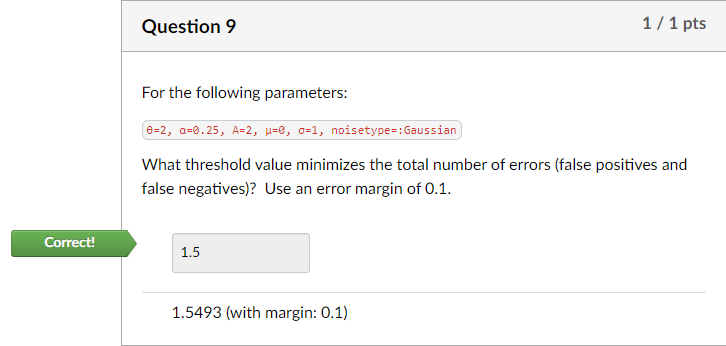 Question 9
1 / 1 pts
For the following parameters:
θ=2, α=0.25, A=2, μ=0, σ=1, noisetype=:Gaussian
What threshold value minimizes the total number of errors (false positives and
false negatives)? Use an error margin of 0.1.
Correct!
1.5
1.5493 (with margin: 0.1)